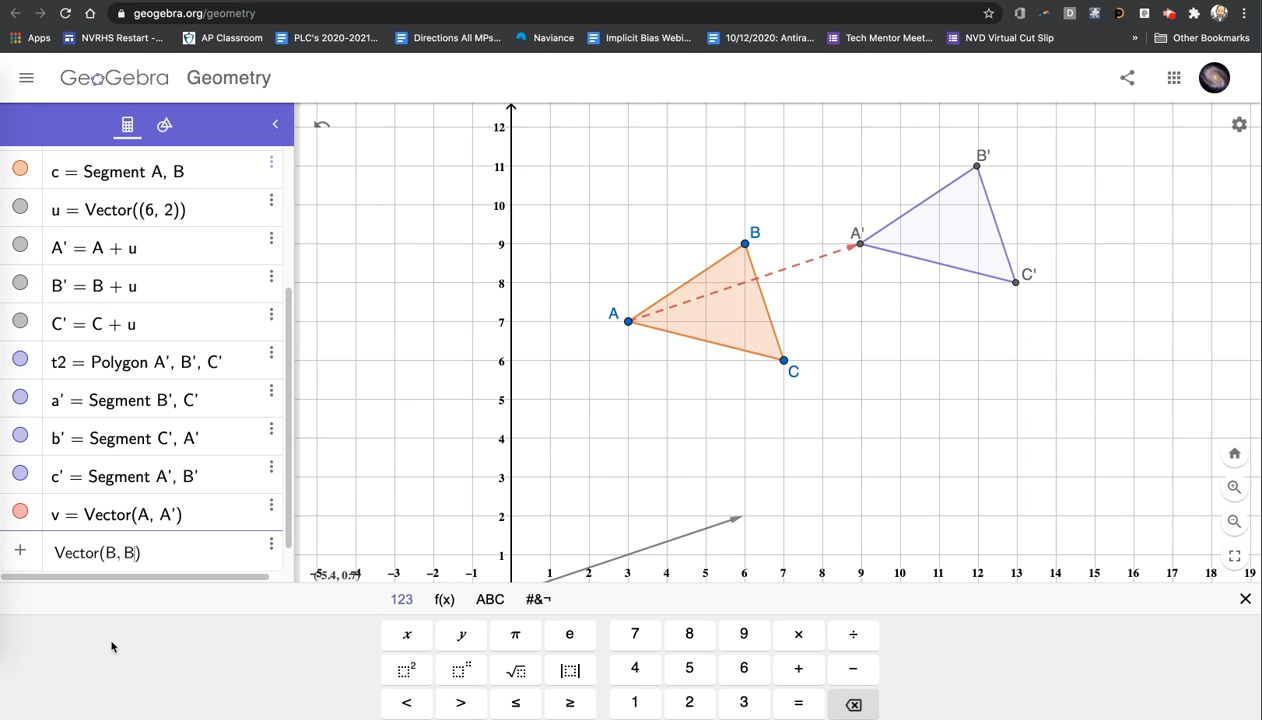 geogebra.org/geometry
Apps NVRHS Restart -... AP Classroom PLC's 2020-2021... Directions All MPs... Naviance Implicit Bias Webi... 10/12/2020: Antira... Tech Mentor Meet... NVD Virtual Cut Slip » Other Bookmarks
GeoGebra Geometry
c = Segment A, B
u = Vector((6, 2))
A' = A + u
B' = B + u
C' = C + u
t2 = Polygon A', B', C'
a' = Segment B', C'
b' = Segment C', A'
c' = Segment A', B'
v = Vector(A, A')
+ Vector(B, B)
12
11
10
9
8
7
6
5
4
3
2
1
B'
A'
C'
B
A
C
-4 -3 -2 -1 1 2 3 4 5 6 7 8 9 10 11 12 13 14 15 16 17 18 19
123 f(x) ABC #&¬
x y π e 7 8 9 × ÷
4 5 6 + −
< > ≤ ≥ 1 2 3 =